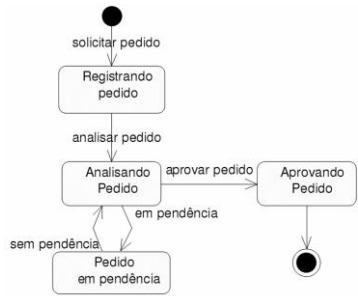 solicitar pedido
Registrando
pedido
analisar pedido
Analisando
Pedido
aprovar pedido
Aprovando
Pedido
em pendência
sem pendência
Pedido
em pendência